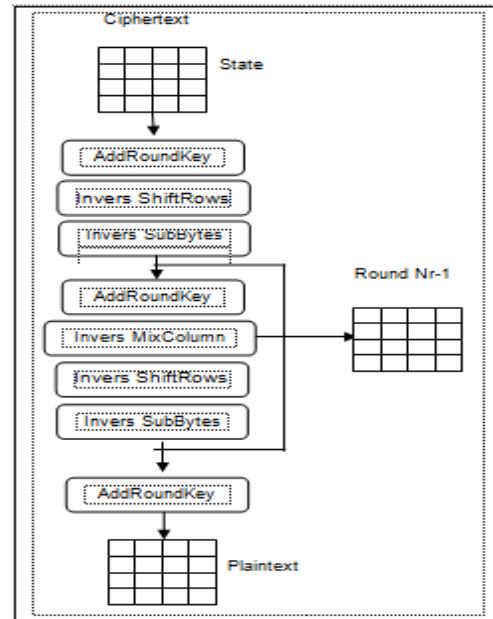 Ciphertext
State
AddRoundKey
Invers ShiftRows
Invers SubBytes
Round Nr-1
AddRoundKey
Invers MixColumn
Invers ShiftRows
Invers SubBytes
AddRoundKey
Plaintext